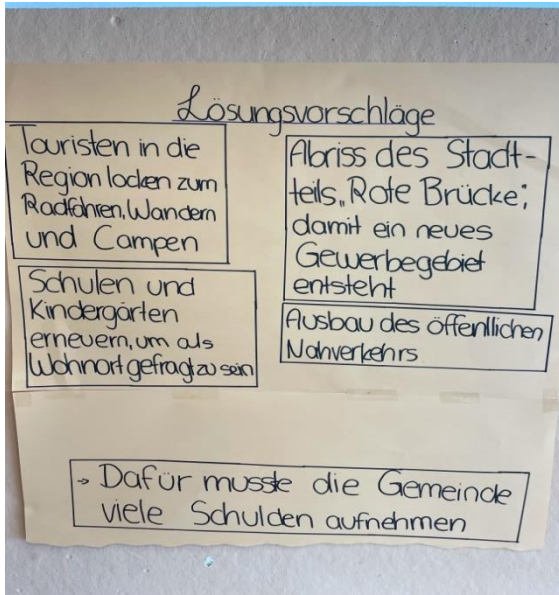 Lösungsvorschläge
Touristen in die
Region locken zum
Radfahren, Wandern
und Campen
Schulen und
Kindergärten
erneuern, um als
Wohnort gefragt zu sein
Abriss des Stadt-
teils „Rote Brücke",
damit ein neues
Gewerbegebiet
entsteht
Ausbau des öffentlichen
Nahverkehrs
→ Dafür musste die Gemeinde
viele Schulden aufnehmen